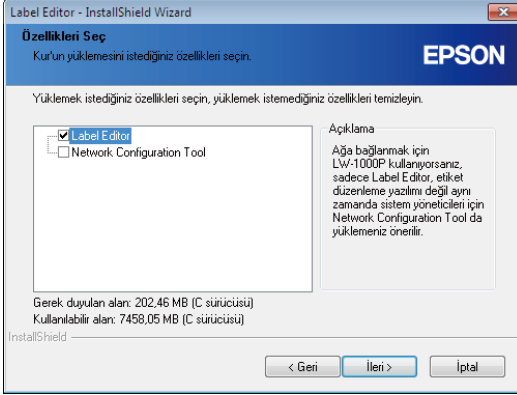 Label Editor - InstallShield Wizard
Özellikleri Seç
Kur'un yüklemesini istediğiniz özellikleri seçin.
EPSON
Yüklemek istediğiniz özellikleri seçin, yüklemek istemediğiniz özellikleri temizleyin.
Label Editor
Network Configuration Tool
Açıklama
Ağa bağlanmak için
LW-1000P kullanıyorsanız,
sadece Label Editor, etiket
düzenleme yazılımı değil aynı
zamanda sistem yöneticileri için
Network Configuration Tool da
yüklemeniz önerilir.
Gerek duyulan alan: 202,46 MB (C sürücüsü)
Kullanılabilir alan: 7458,05 MB (C sürücüsü)
InstallShield
< Geri
İleri >
İptal